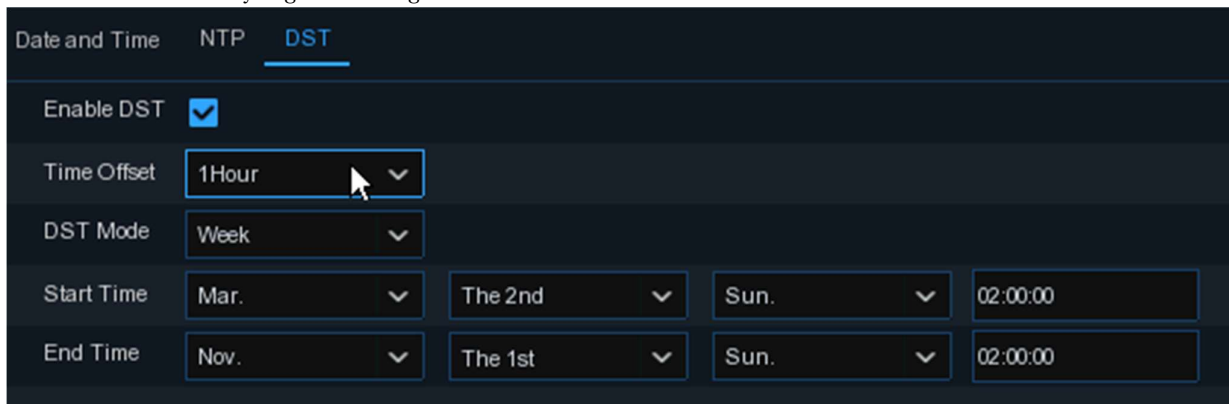 Date and Time NTP DST
Enable DST
Time Offset 1Hour
DST Mode Week
Start Time Mar. The 2nd Sun. 02:00:00
End Time Nov. The 1st Sun. 02:00:00